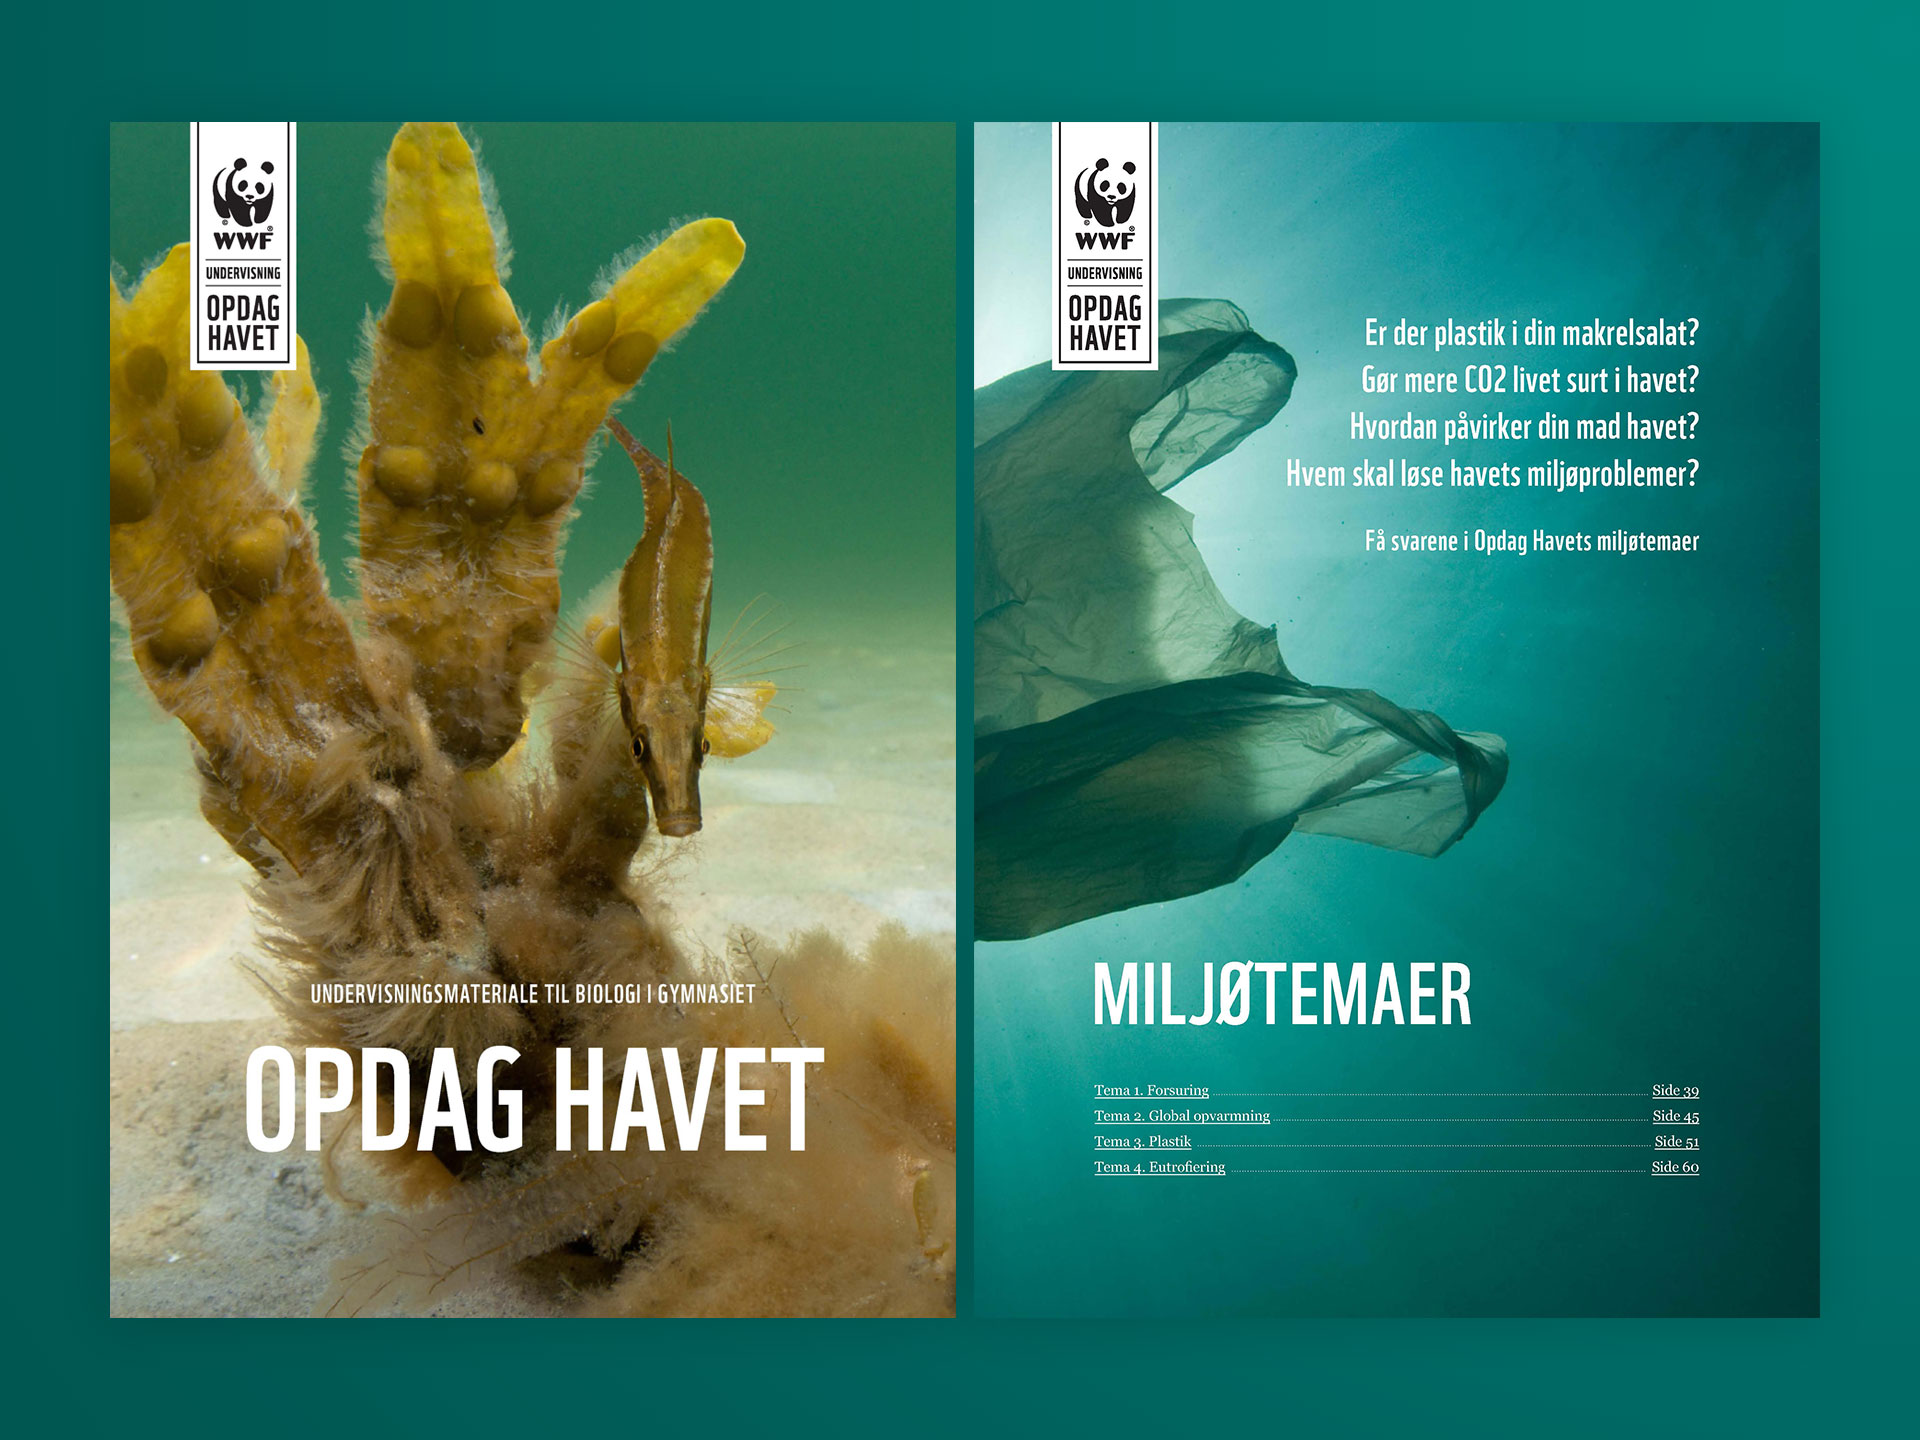 WWF
UNDERVISNING
OPDAG
HAVET
UNDERVISNINGSMATERIALE TIL BIOLOGI I GYMNASIET
OPDAG HAVET
WWF
UNDERVISNING
OPDAG
HAVET
Er der plastik i din makrelsalat?
Gør mere CO2 livet surt i havet?
Hvordan påvirker din mad havet?
Hvem skal løse havets miljøproblemer?
Få svarene i Opdag Havets miljøtemaer
MILJØTEMAER
Tema 1. Forsuring Side 39
Tema 2. Global opvarmning Side 45
Tema 3. Plastik Side 51
Tema 4. Eutrofiering Side 60